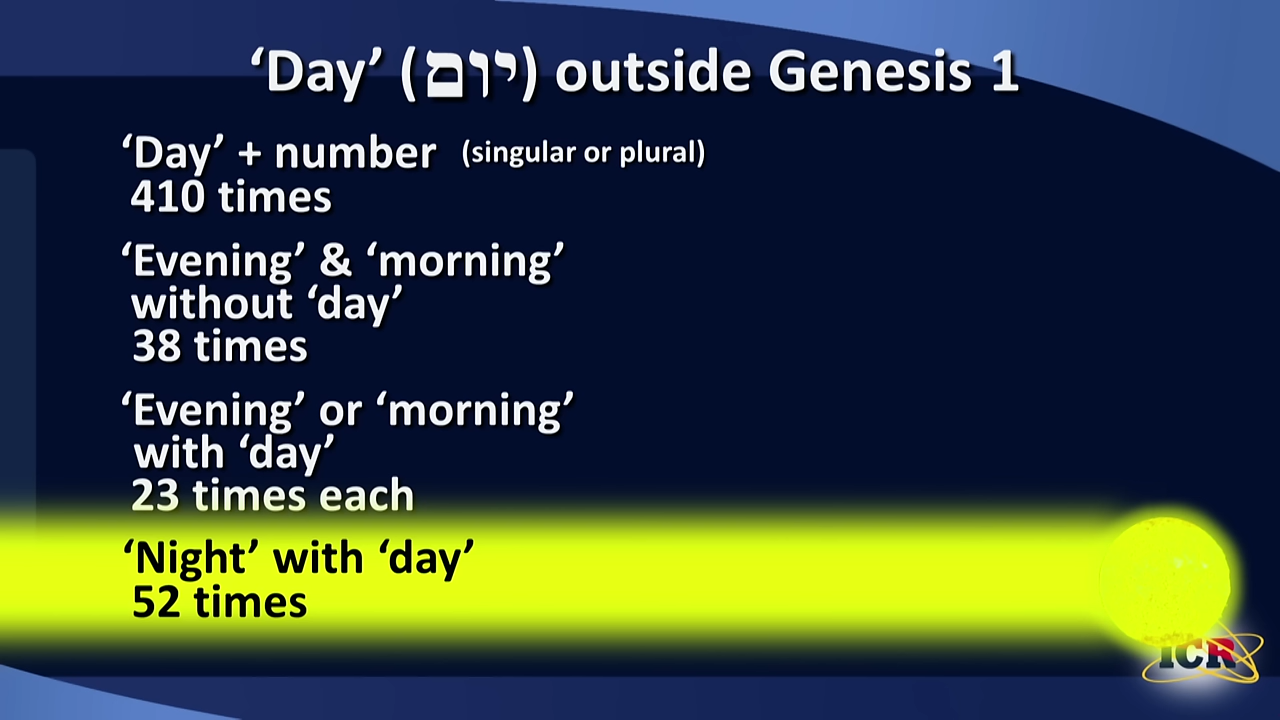 ‘Day’ (יום) outside Genesis 1
‘Day’ + number (singular or plural)
410 times
‘Evening’ & ‘morning’
without ‘day’
38 times
‘Evening’ or ‘morning’
with ‘day’
23 times each
‘Night’ with ‘day’
52 times
ICR